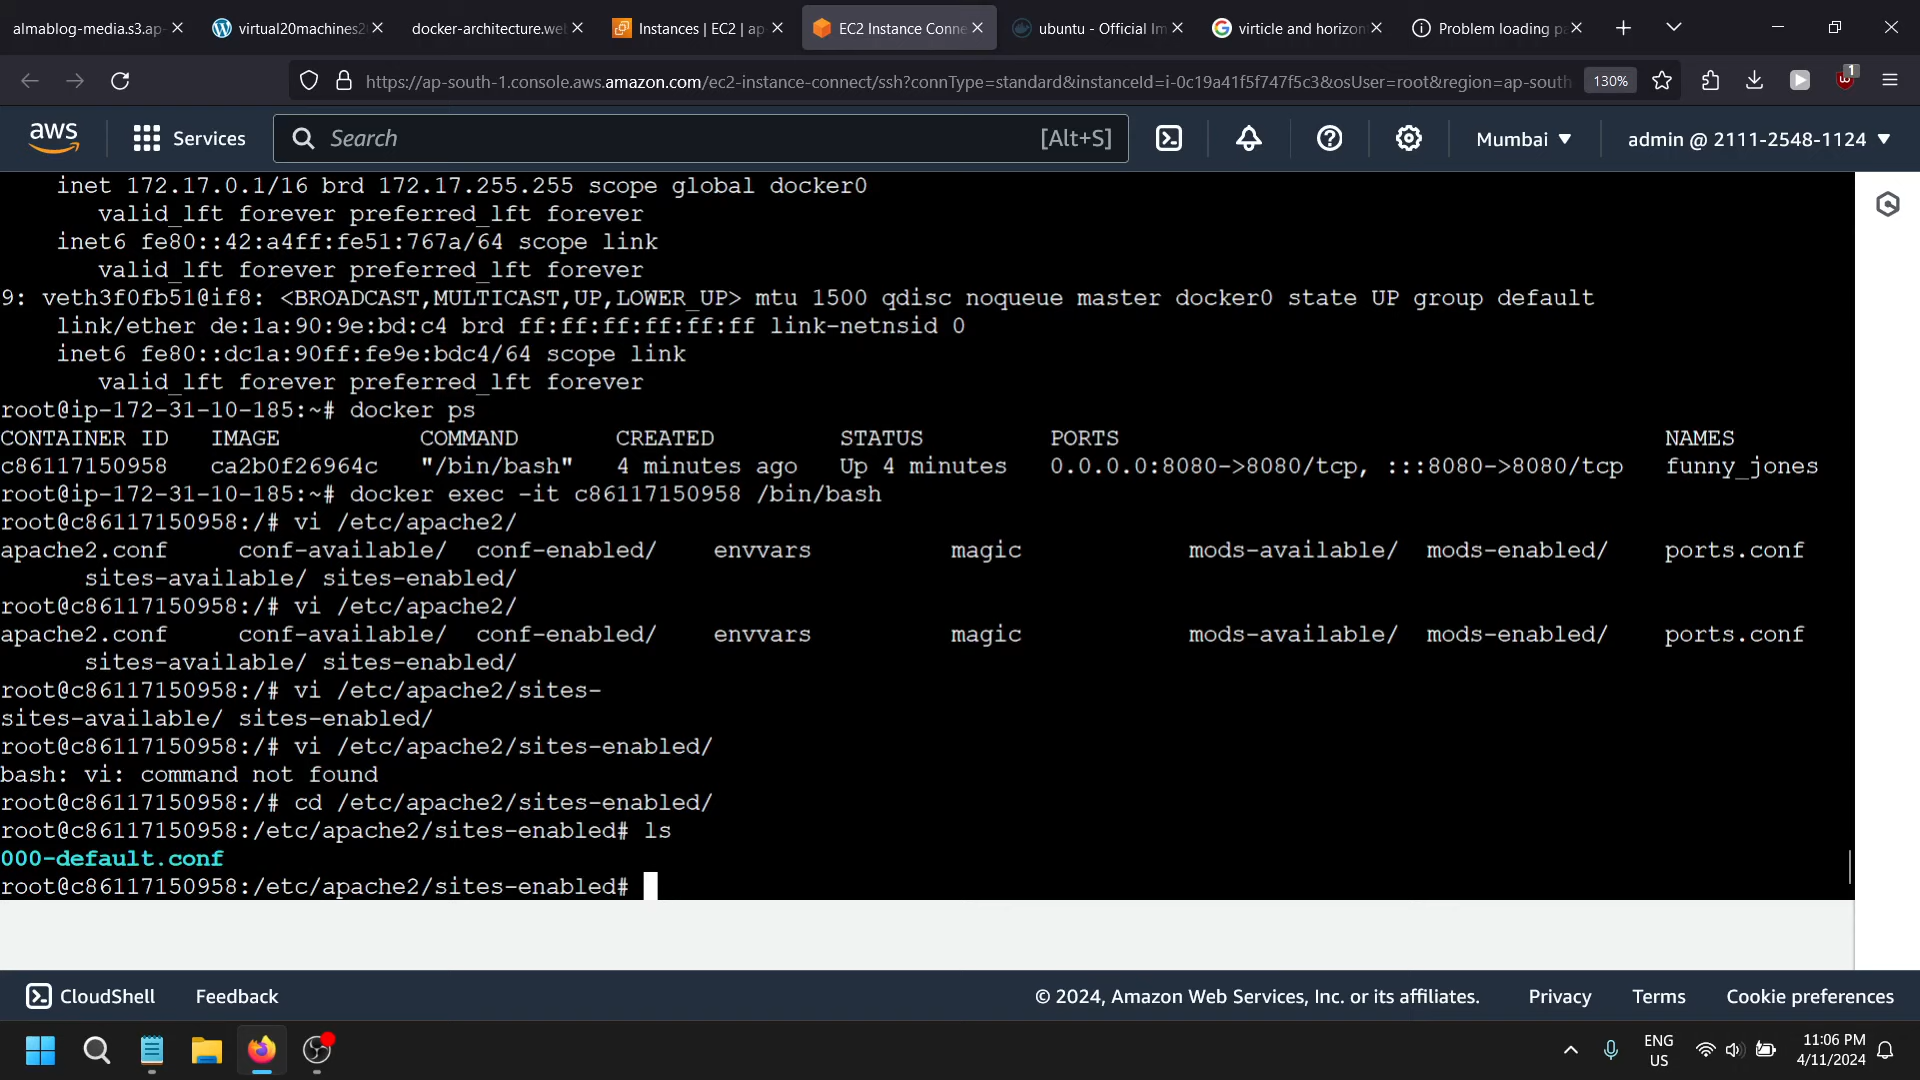 almablog-media.s3.ap-
virtual20machines2
docker-architecture.we
Instances | EC2 | ap
EC2 Instance Conne
ubuntu - Official Im
virticle and horizon
Problem loading pa
https://ap-south-1.console.aws.amazon.com/ec2-instance-connect/ssh?connType=standard&instanceId=i-0c19a41f5f747f5c3&osUser=root&region=ap-south
130%
1
aws
Services
Search
[Alt+S]
Mumbai
admin @ 2111-2548-1124
inet 172.17.0.1/16 brd 172.17.255.255 scope global docker0
valid_lft forever preferred_lft forever
inet6 fe80::42:a4ff:fe51:767a/64 scope link
valid_lft forever preferred_lft forever
9: veth3f0fb51@if8: <BROADCAST,MULTICAST,UP,LOWER_UP> mtu 1500 qdisc noqueue master docker0 state UP group default
link/ether de:1a:90:9e:bd:c4 brd ff:ff:ff:ff:ff:ff link-netnsid 0
inet6 fe80::dc1a:90ff:fe9e:bdc4/64 scope link
valid_lft forever preferred_lft forever
root@ip-172-31-10-185:~# docker ps
CONTAINER ID IMAGE COMMAND CREATED STATUS PORTS NAMES
c86117150958 ca2b0f26964c "/bin/bash" 4 minutes ago Up 4 minutes 0.0.0.0:8080->8080/tcp, :::8080->8080/tcp funny_jones
root@ip-172-31-10-185:~# docker exec -it c86117150958 /bin/bash
root@c86117150958:/# vi /etc/apache2/
apache2.conf conf-available/ conf-enabled/ envvars magic mods-available/ mods-enabled/ ports.conf
sites-available/ sites-enabled/
root@c86117150958:/# vi /etc/apache2/
apache2.conf conf-available/ conf-enabled/ envvars magic mods-available/ mods-enabled/ ports.conf
sites-available/ sites-enabled/
root@c86117150958:/# vi /etc/apache2/sites-
sites-available/ sites-enabled/
root@c86117150958:/# vi /etc/apache2/sites-enabled/
bash: vi: command not found
root@c86117150958:/# cd /etc/apache2/sites-enabled/
root@c86117150958:/etc/apache2/sites-enabled# ls
000-default.conf
root@c86117150958:/etc/apache2/sites-enabled#
CloudShell
Feedback
© 2024, Amazon Web Services, Inc. or its affiliates.
Privacy
Terms
Cookie preferences
ENG
US
11:06 PM
4/11/2024